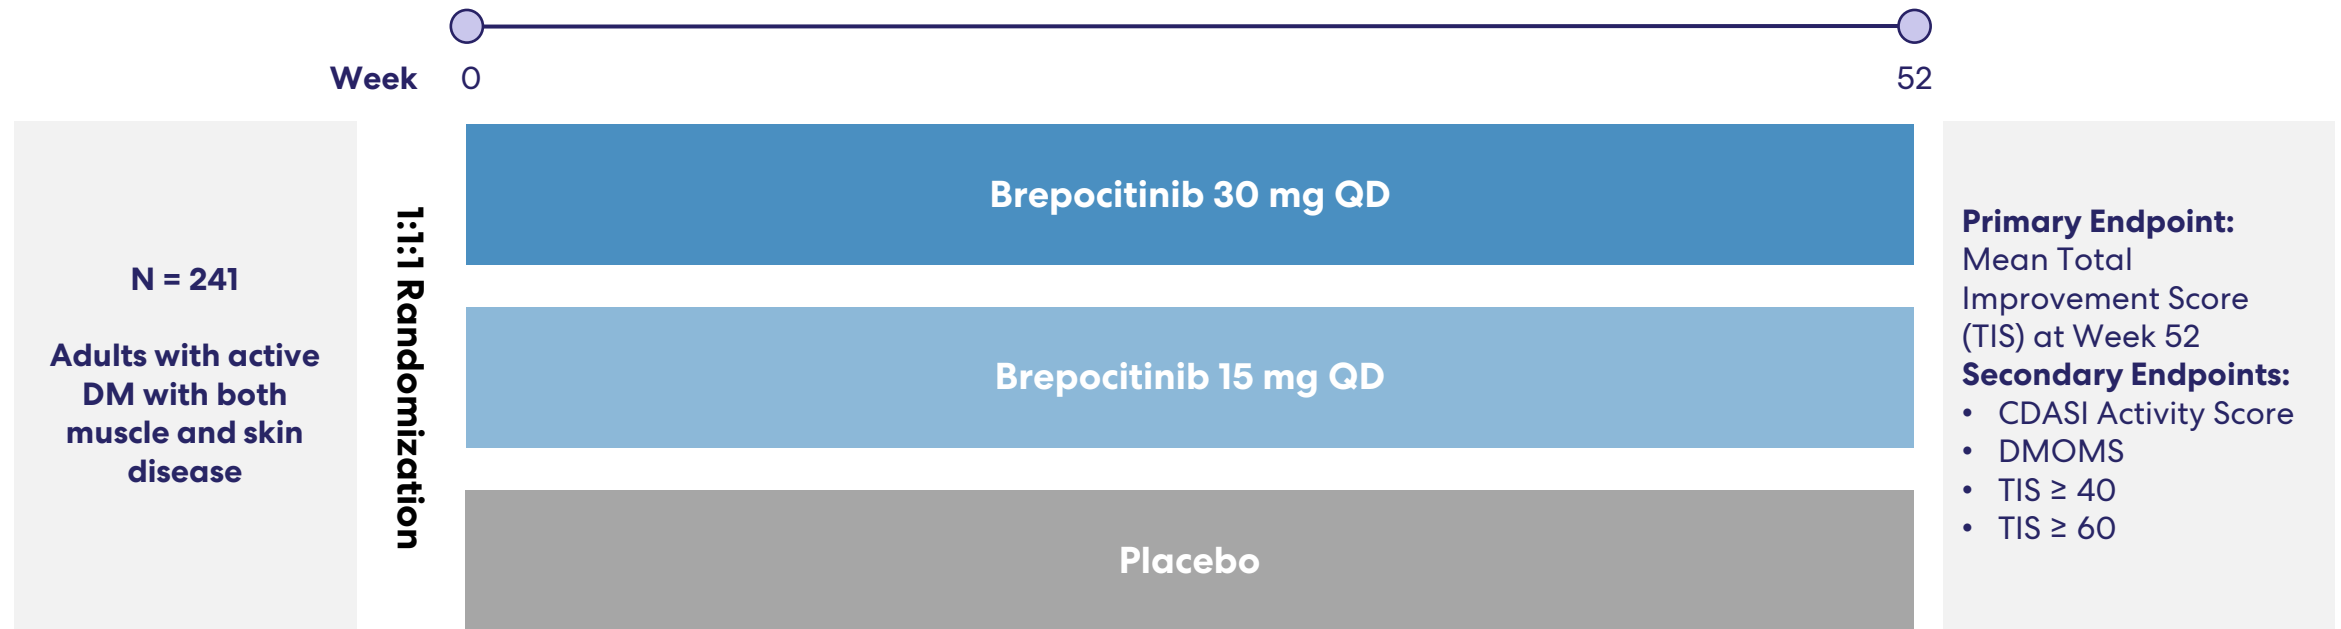 Week 0 52
N = 241
Adults with active
DM with both
muscle and skin
disease
1:1:1 Randomization
Brepocitinib 30 mg QD
Brepocitinib 15 mg QD
Placebo
Primary Endpoint:
Mean Total
Improvement Score
(TIS) at Week 52
Secondary Endpoints:
• CDASI Activity Score
• DMOMS
• TIS ≥ 40
• TIS ≥ 60